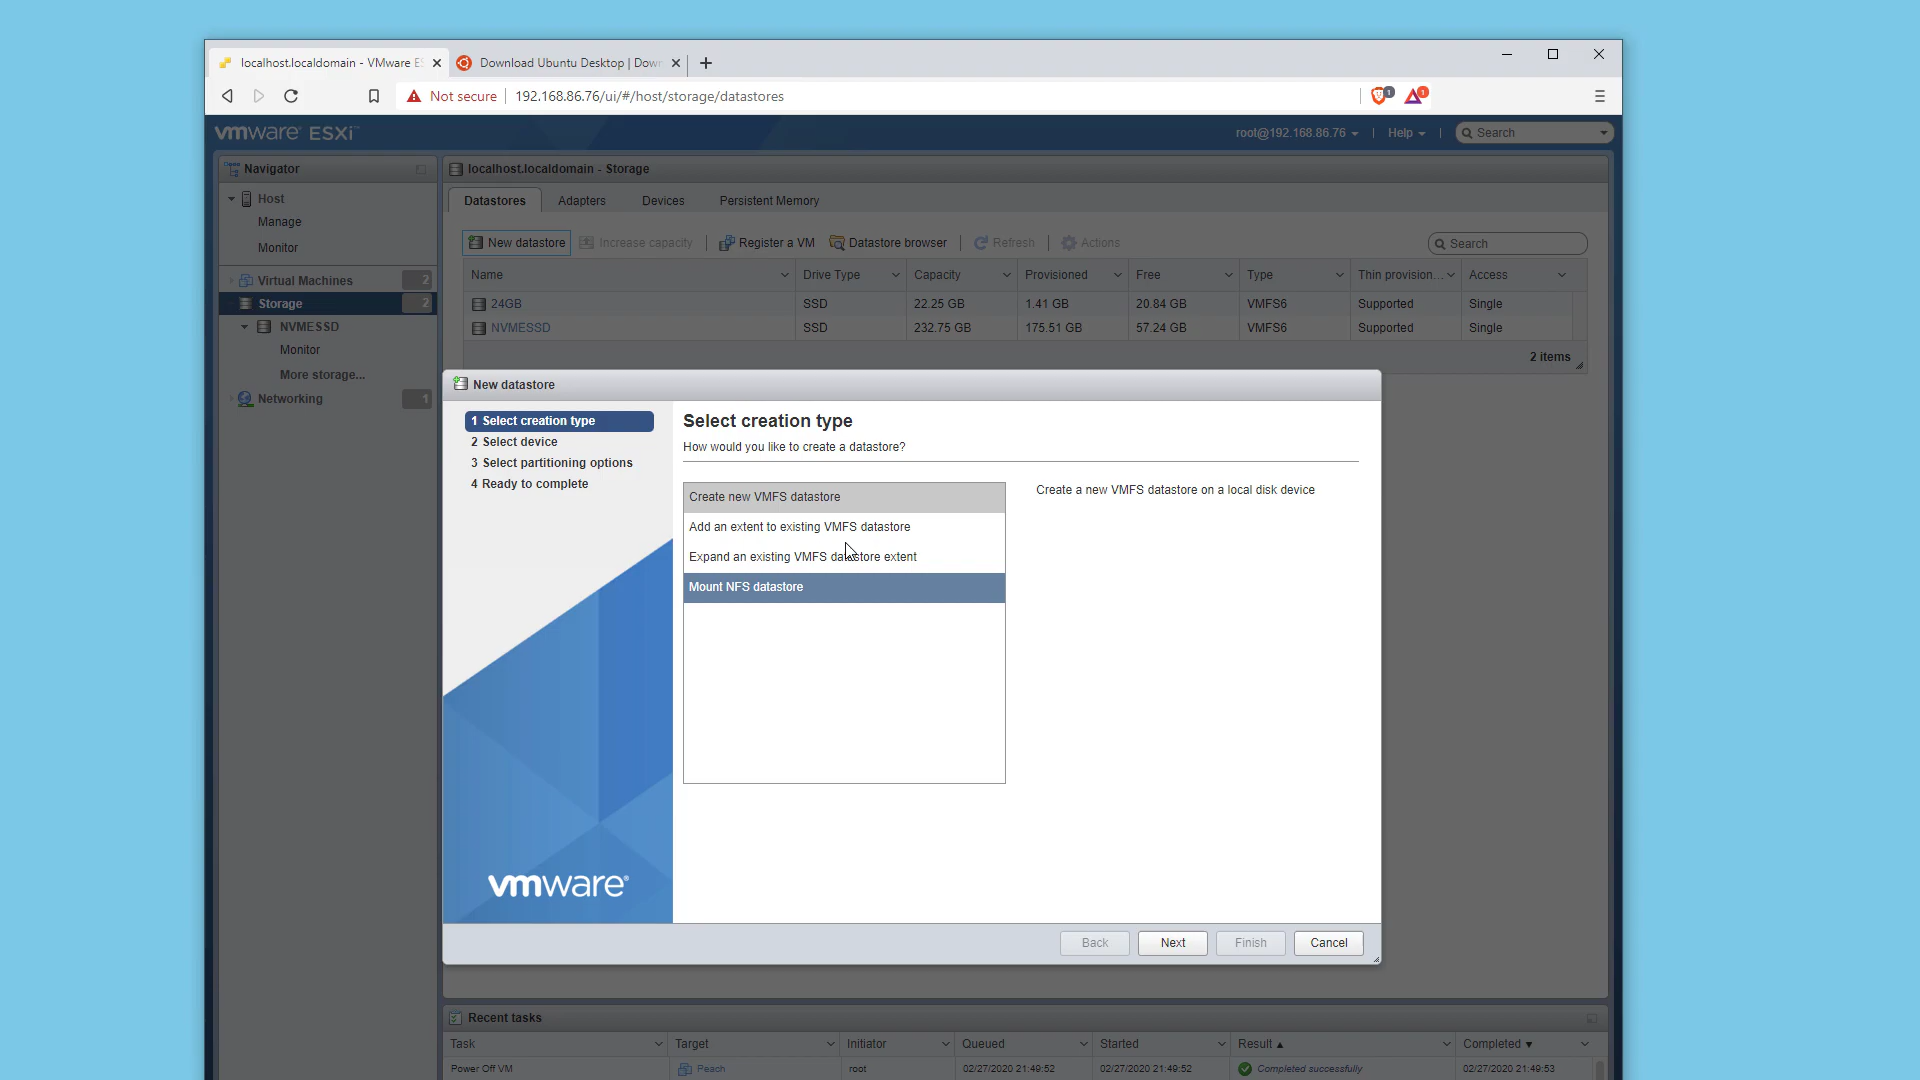 localhost.localdomain - VMware E
Download Ubuntu Desktop | Dow
Not secure
192.168.86.76/ui/#/host/storage/datastores
1
1
vmware ESXi
root@192.168.86.76
Help
Search
Navigator
localhost.localdomain - Storage
Host
Manage
Monitor
Virtual Machines
2
Storage
2
NVMESSD
Monitor
More storage...
Networking
1
Datastores
Adapters
Devices
Persistent Memory
New datastore
Increase capacity
Register a VM
Datastore browser
Refresh
Actions
Search
Name
Drive Type
Capacity
Provisioned
Free
Type
Thin provision...
Access
24GB
SSD
22.25 GB
1.41 GB
20.84 GB
VMFS6
Supported
Single
NVMESSD
SSD
232.75 GB
175.51 GB
57.24 GB
VMFS6
Supported
Single
2 items
New datastore
1 Select creation type
2 Select device
3 Select partitioning options
4 Ready to complete
vmware
Select creation type
How would you like to create a datastore?
Create new VMFS datastore
Add an extent to existing VMFS datastore
Expand an existing VMFS datastore extent
Mount NFS datastore
Create a new VMFS datastore on a local disk device
Back
Next
Finish
Cancel
Recent tasks
Task
Target
Initiator
Queued
Started
Result
Completed
Power Off VM
Peach
root
02/27/2020 21:49:52
02/27/2020 21:49:52
Completed successfully
02/27/2020 21:49:53